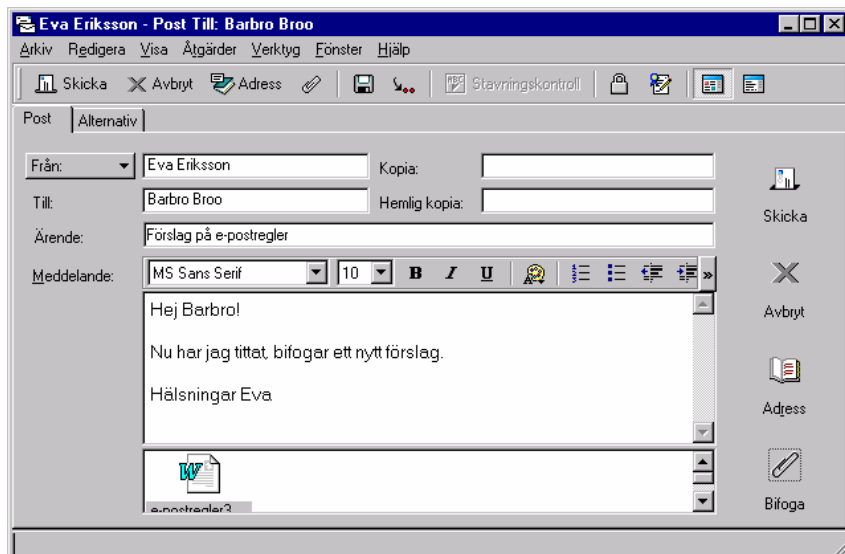 Eva Eriksson - Post Till: Barbro Broo
Arkiv Redigera Visa Åtgärder Verktyg Fönster Hjälp
Skicka Avbryt Adress ABC Stavningskontroll
Post Alternativ
Från: Eva Eriksson Kopia:
Till: Barbro Broo Hemlig kopia:
Skicka
Ärende: Förslag på e-postregler
Meddelande: MS Sans Serif 10 B I U »
Avbryt
Hej Barbro!
Nu har jag tittat, bifogar ett nytt förslag.
Hälsningar Eva
Adress
W
e-postregler3
Bifoga